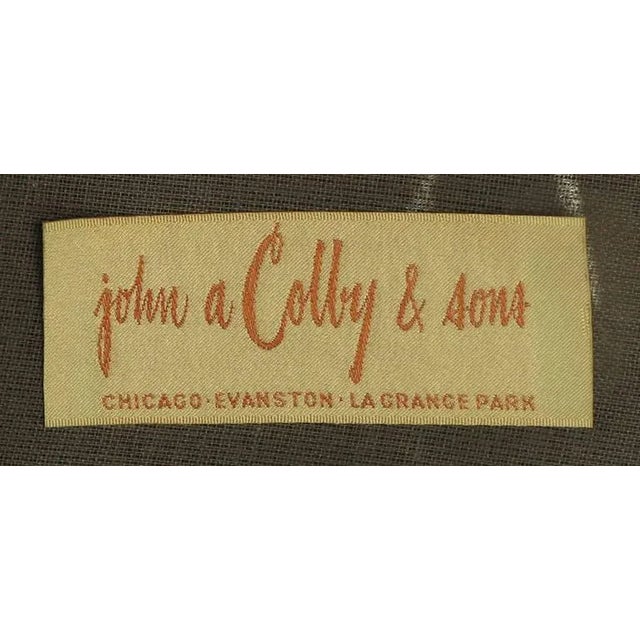 john a Colby & sons
CHICAGO · EVANSTON · LA GRANGE PARK